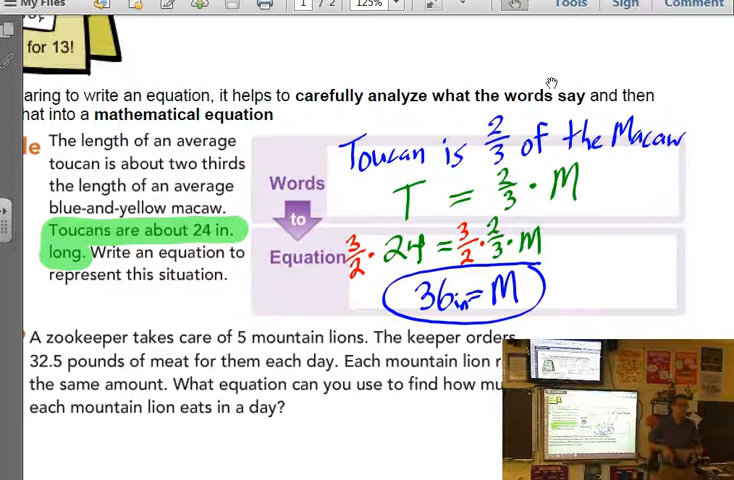 My Files
1 / 2
125%
Tools
Sign
Comment
for 13!
aring to write an equation, it helps to carefully analyze what the words say and then
hat into a mathematical equation
le
The length of an average
toucan is about two thirds
the length of an average
blue-and-yellow macaw.
Toucans are about 24 in.
long. Write an equation to
represent this situation.
Words
to
Equation
Toucan is 2/3 of the Macaw
T = 2/3 · M
3/2 · 24 = 3/2 · 2/3 · M
36in = M
A zookeeper takes care of 5 mountain lions. The keeper orders
32.5 pounds of meat for them each day. Each mountain lion r
the same amount. What equation can you use to find how mu
each mountain lion eats in a day?